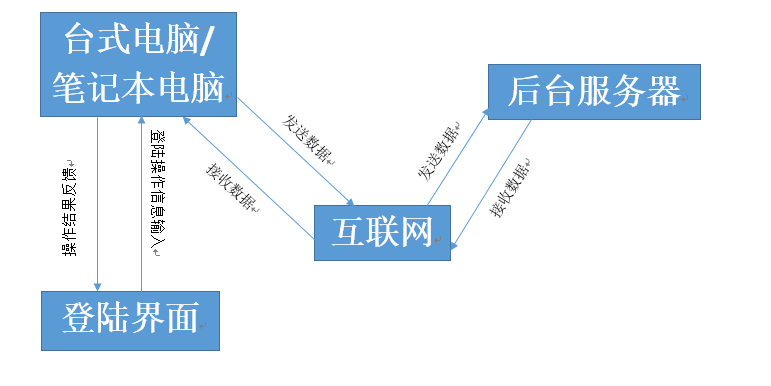 台式电脑/
笔记本电脑
后台服务器
发送数据
接收数据
发送数据
接收数据
操作结果反馈
登陆操作信息输入
互联网
登陆界面